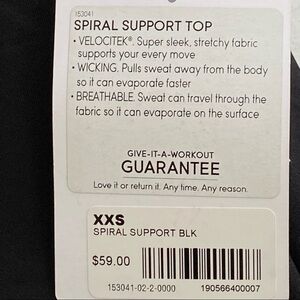 153041
SPIRAL SUPPORT TOP
• VELOCITEK®. Super sleek, stretchy fabric
supports your every move
• WICKING. Pulls sweat away from the body
so it can evaporate faster
• BREATHABLE. Sweat can travel through the
fabric so it can evaporate on the surface
GIVE-IT-A-WORKOUT
GUARANTEE
Love it or return it. Any time. Any reason.
XXS
SPIRAL SUPPORT BLK
$59.00
153041-02-2-0000 190566400007